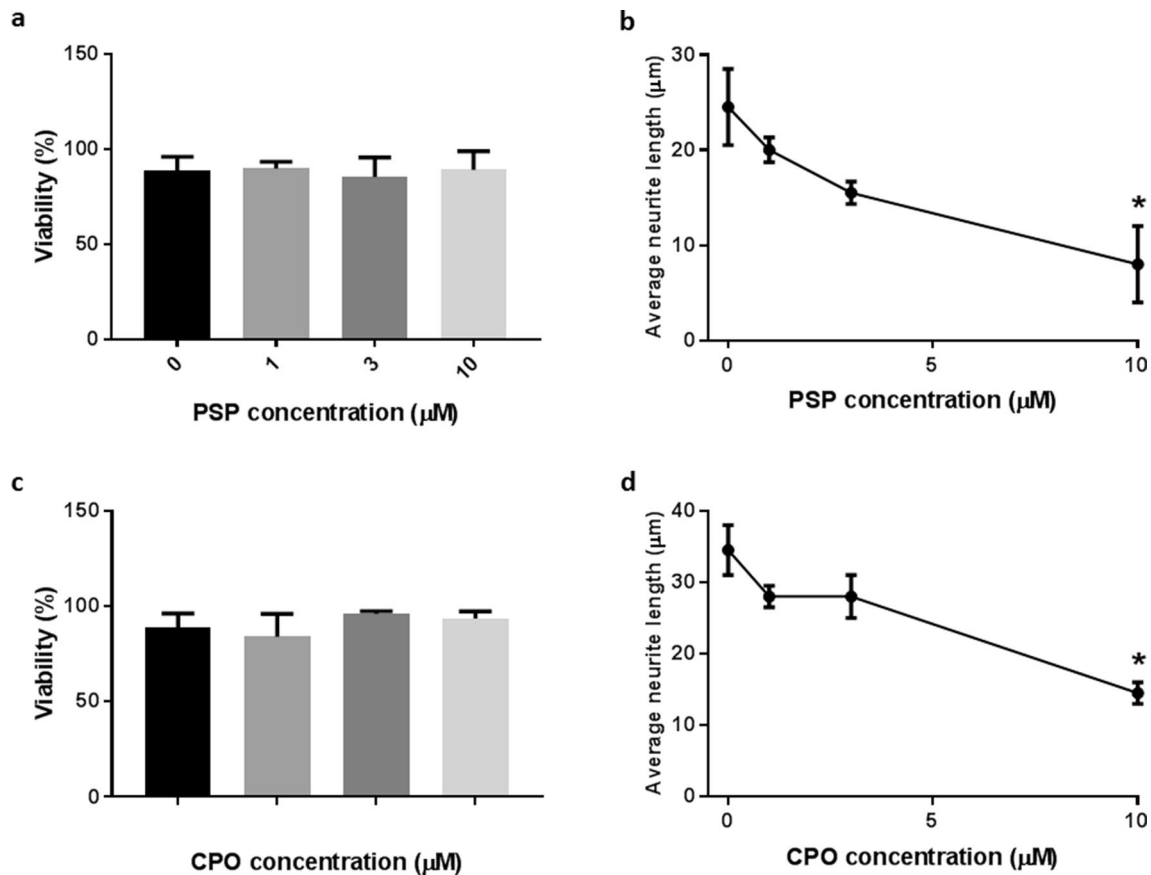 a
150
100
50
0
Viability (%)
0 1 3 10
PSP concentration (μM)
b
30
20
10
0
Average neurite length (μm)
*
0 5 10
PSP concentration (μM)
c
150
100
50
0
Viability (%)
CPO concentration (μM)
d
40
30
20
10
0
Average neurite length (μm)
*
0 5 10
CPO concentration (μM)